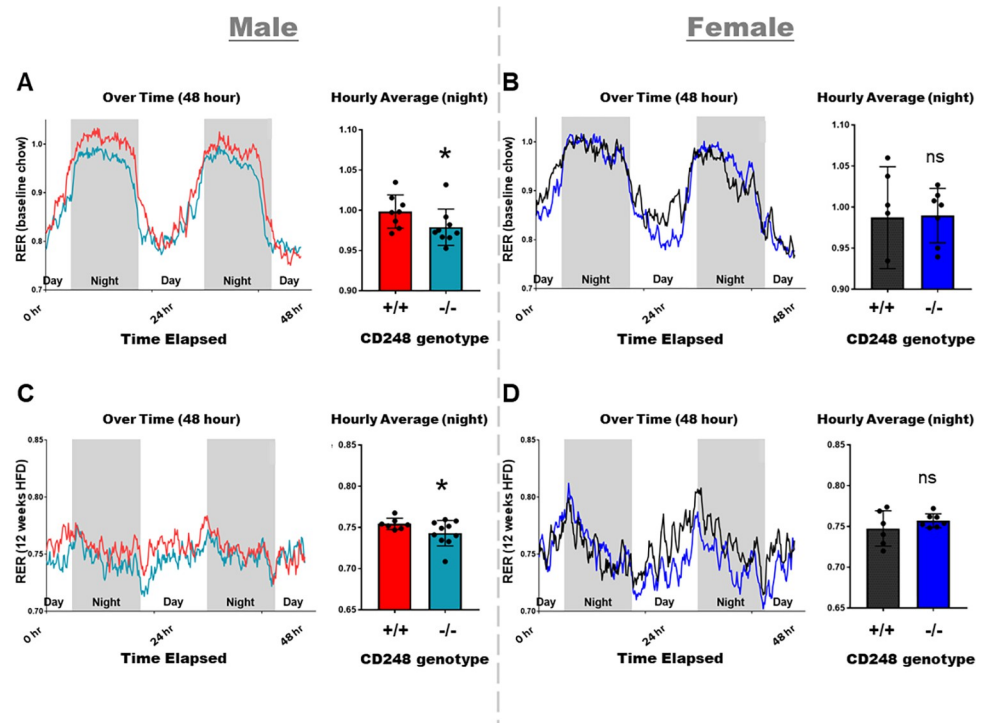 Male
Female
A
Over Time (48 hour)
Hourly Average (night)
RER (baseline chow)
1.0
0.9
0.8
0.7
Day
Night
Day
Night
Day
0 hr
24 hr
48 hr
Time Elapsed
1.10
1.05
1.00
0.95
0.90
*
+/+
-/-
CD248 genotype
B
Over Time (48 hour)
Hourly Average (night)
RER (baseline chow)
1.0
0.9
0.8
0.7
Day
Night
Day
Night
Day
0 hr
24 hr
48 hr
Time Elapsed
1.10
1.05
1.00
0.95
0.90
ns
+/+
-/-
CD248 genotype
C
Over Time (48 hour)
Hourly Average (night)
RER (12 weeks HFD)
0.85
0.80
0.75
0.70
Day
Night
Day
Night
Day
0 hr
24 hr
48 hr
Time Elapsed
0.85
0.80
0.75
0.70
0.65
*
+/+
-/-
CD248 genotype
D
Over Time (48 hour)
Hourly Average (night)
RER (12 weeks HFD)
0.85
0.80
0.75
0.70
Day
Night
Day
Night
Day
0 hr
24 hr
48 hr
Time Elapsed
0.85
0.80
0.75
0.70
0.65
ns
+/+
-/-
CD248 genotype